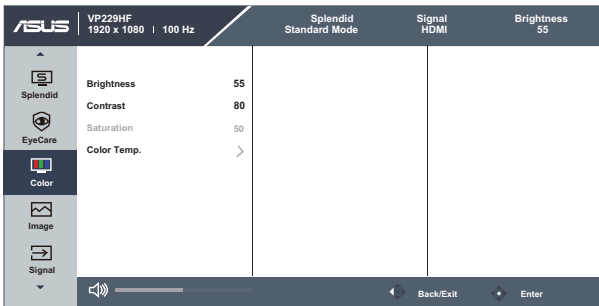 ASUS
VP229HF
1920 x 1080 100 Hz
Splendid
Standard Mode
Signal
HDMI
Brightness
55
Splendid
EyeCare
Color
Image
Signal
Brightness 55
Contrast 80
Saturation 50
Color Temp.
Back/Exit
Enter